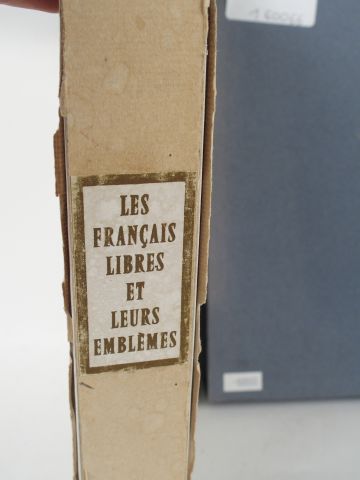 LES
FRANÇAIS
LIBRES
ET
LEURS
EMBLÈMES